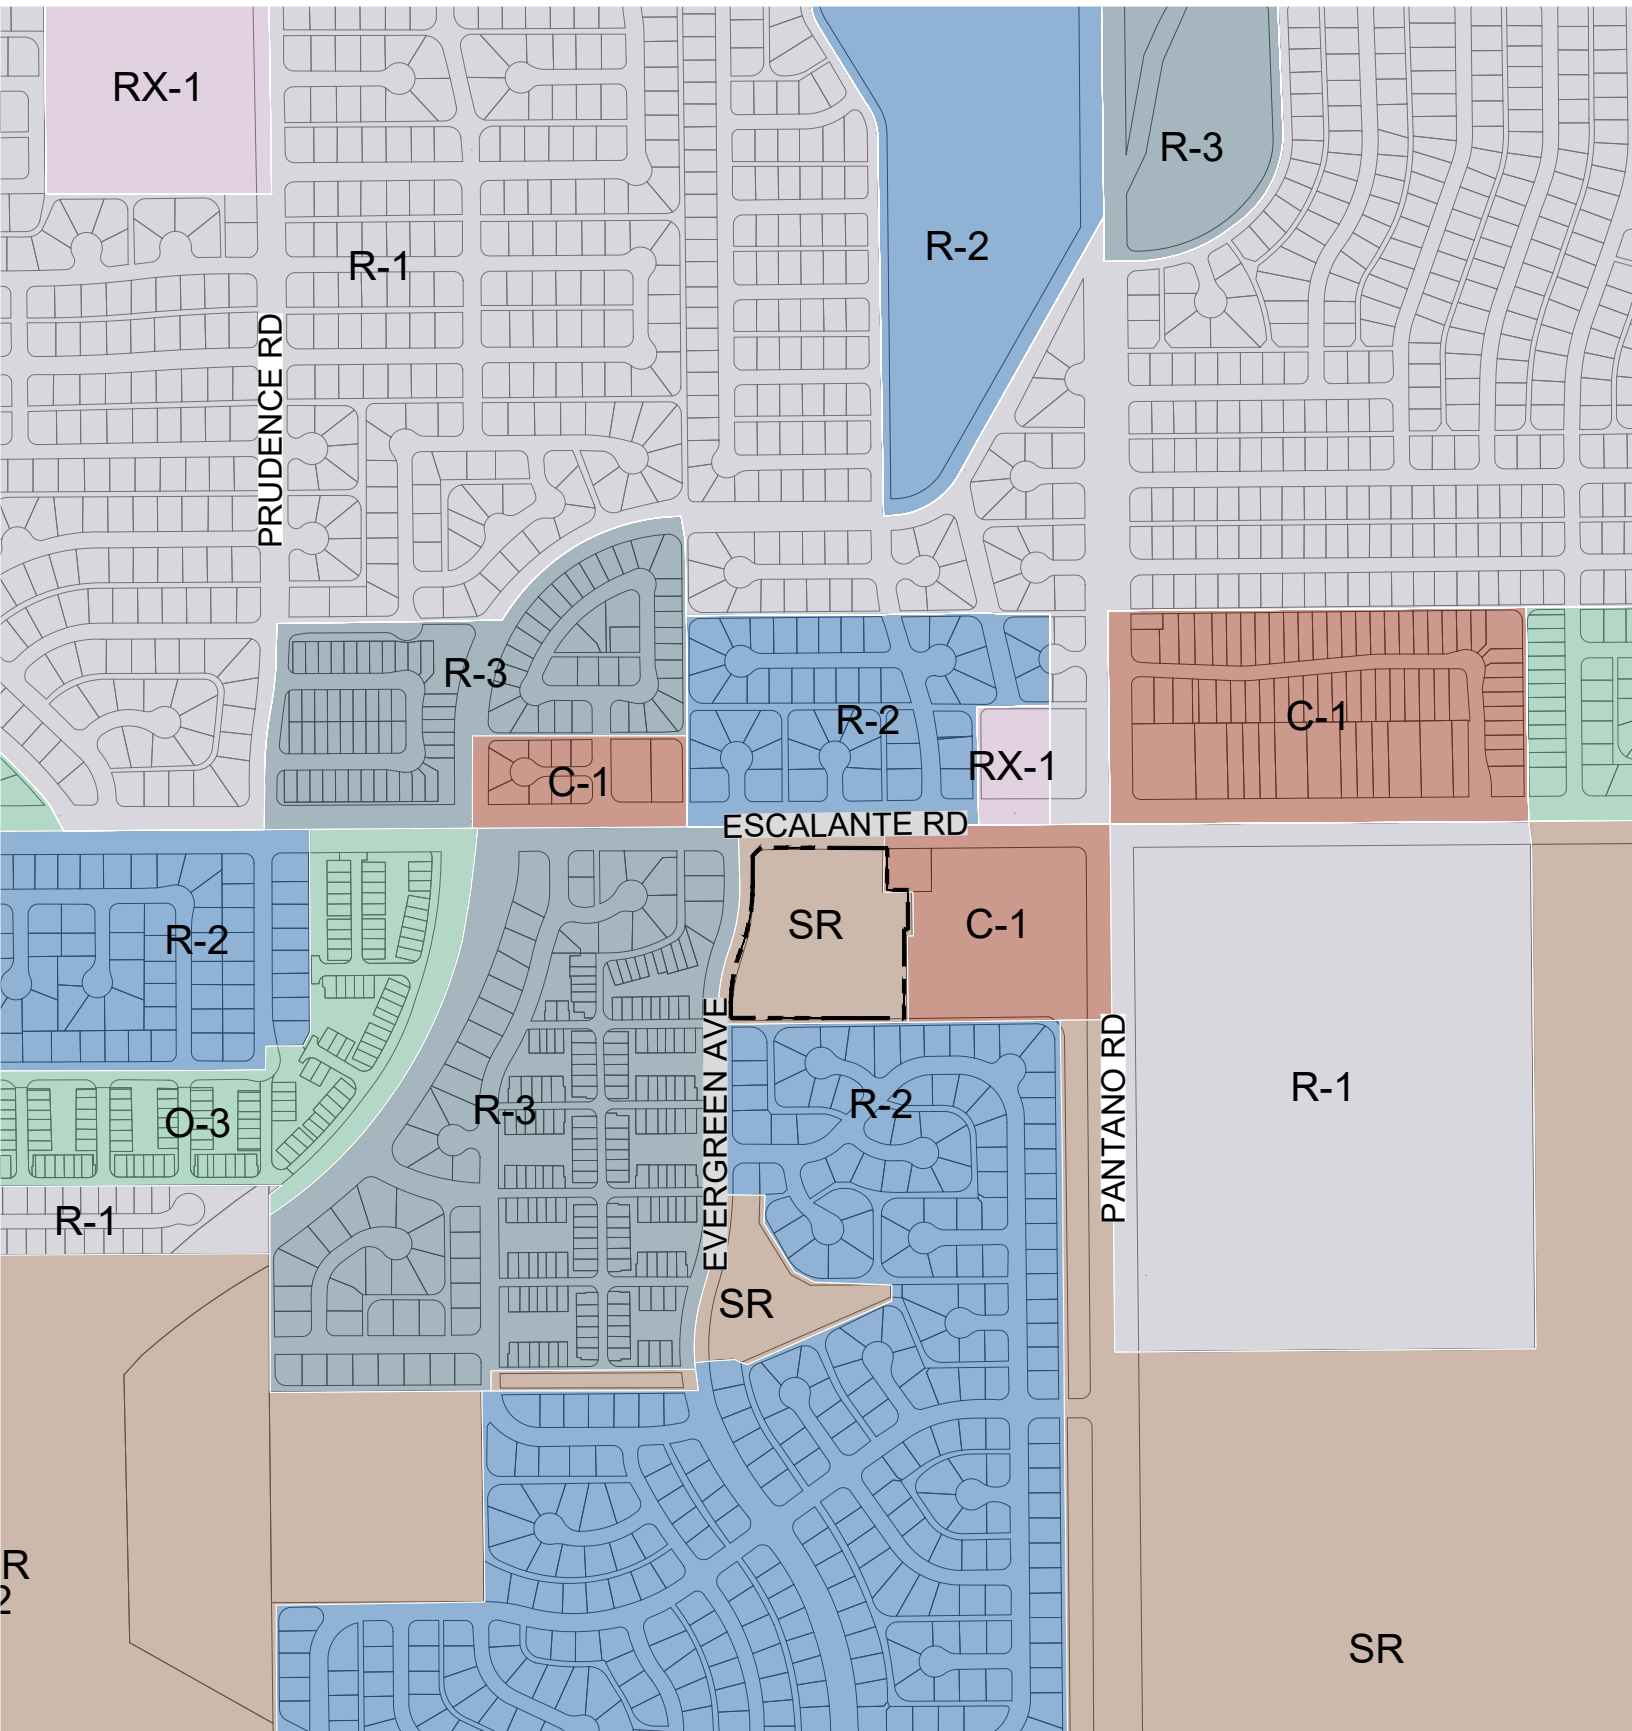 RX-1
R-3
R-2
R-1
PRUDENCE RD
R-3
R-2
C-1
RX-1
C-1
ESCALANTE RD
SR
C-1
R-2
R-1
R-2
R-3
O-3
EVERGREEN AVE
PANTANO RD
R-1
SR
R
2
SR